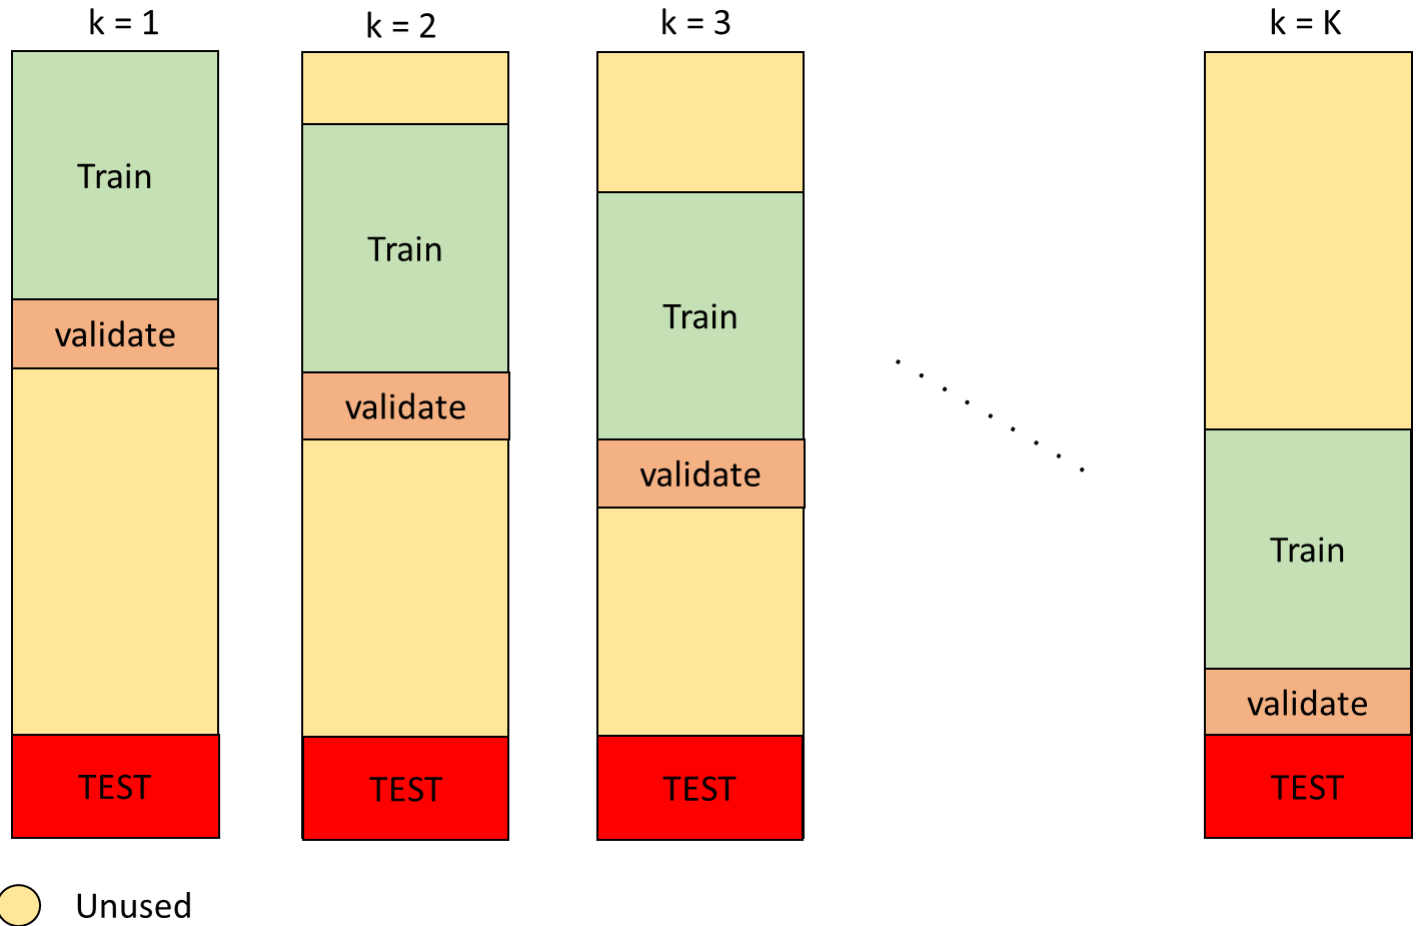 k = 1
k = 2
k = 3
k = K
Train
Train
Train
Train
validate
validate
validate
validate
TEST
TEST
TEST
TEST
Unused